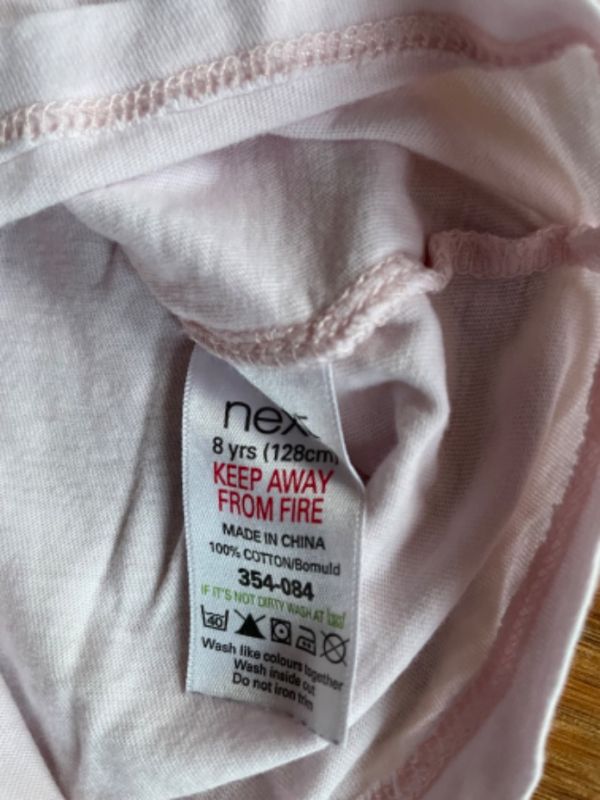 next
8 yrs (128cm)
KEEP AWAY
FROM FIRE
MADE IN CHINA
100% COTTON/Bomuld
354-084
IF IT'S NOT DIRTY WASH AT
40
Wash like colours together
Wash inside out
Do not iron trim